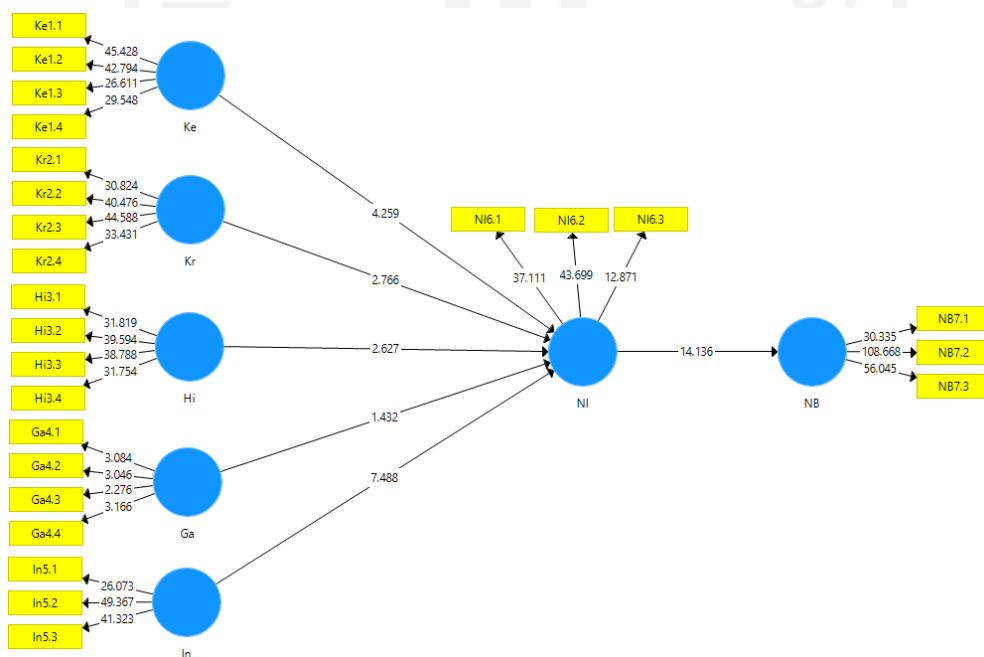 Ke1.1
Ke1.2
Ke1.3
Ke1.4
45.428
42.794
26.611
29.548
Ke
Kr2.1
Kr2.2
Kr2.3
Kr2.4
30.824
40.476
44.588
33.431
Kr
Hi3.1
Hi3.2
Hi3.3
Hi3.4
31.819
39.594
38.788
31.754
Hi
Ga4.1
Ga4.2
Ga4.3
Ga4.4
3.084
3.046
2.276
3.166
Ga
In5.1
In5.2
In5.3
26.073
49.367
41.323
In
4.259
2.766
2.627
1.432
7.488
NI6.1
NI6.2
NI6.3
37.111
43.699
12.871
NI
14.136
NB
30.335
108.668
56.045
NB7.1
NB7.2
NB7.3